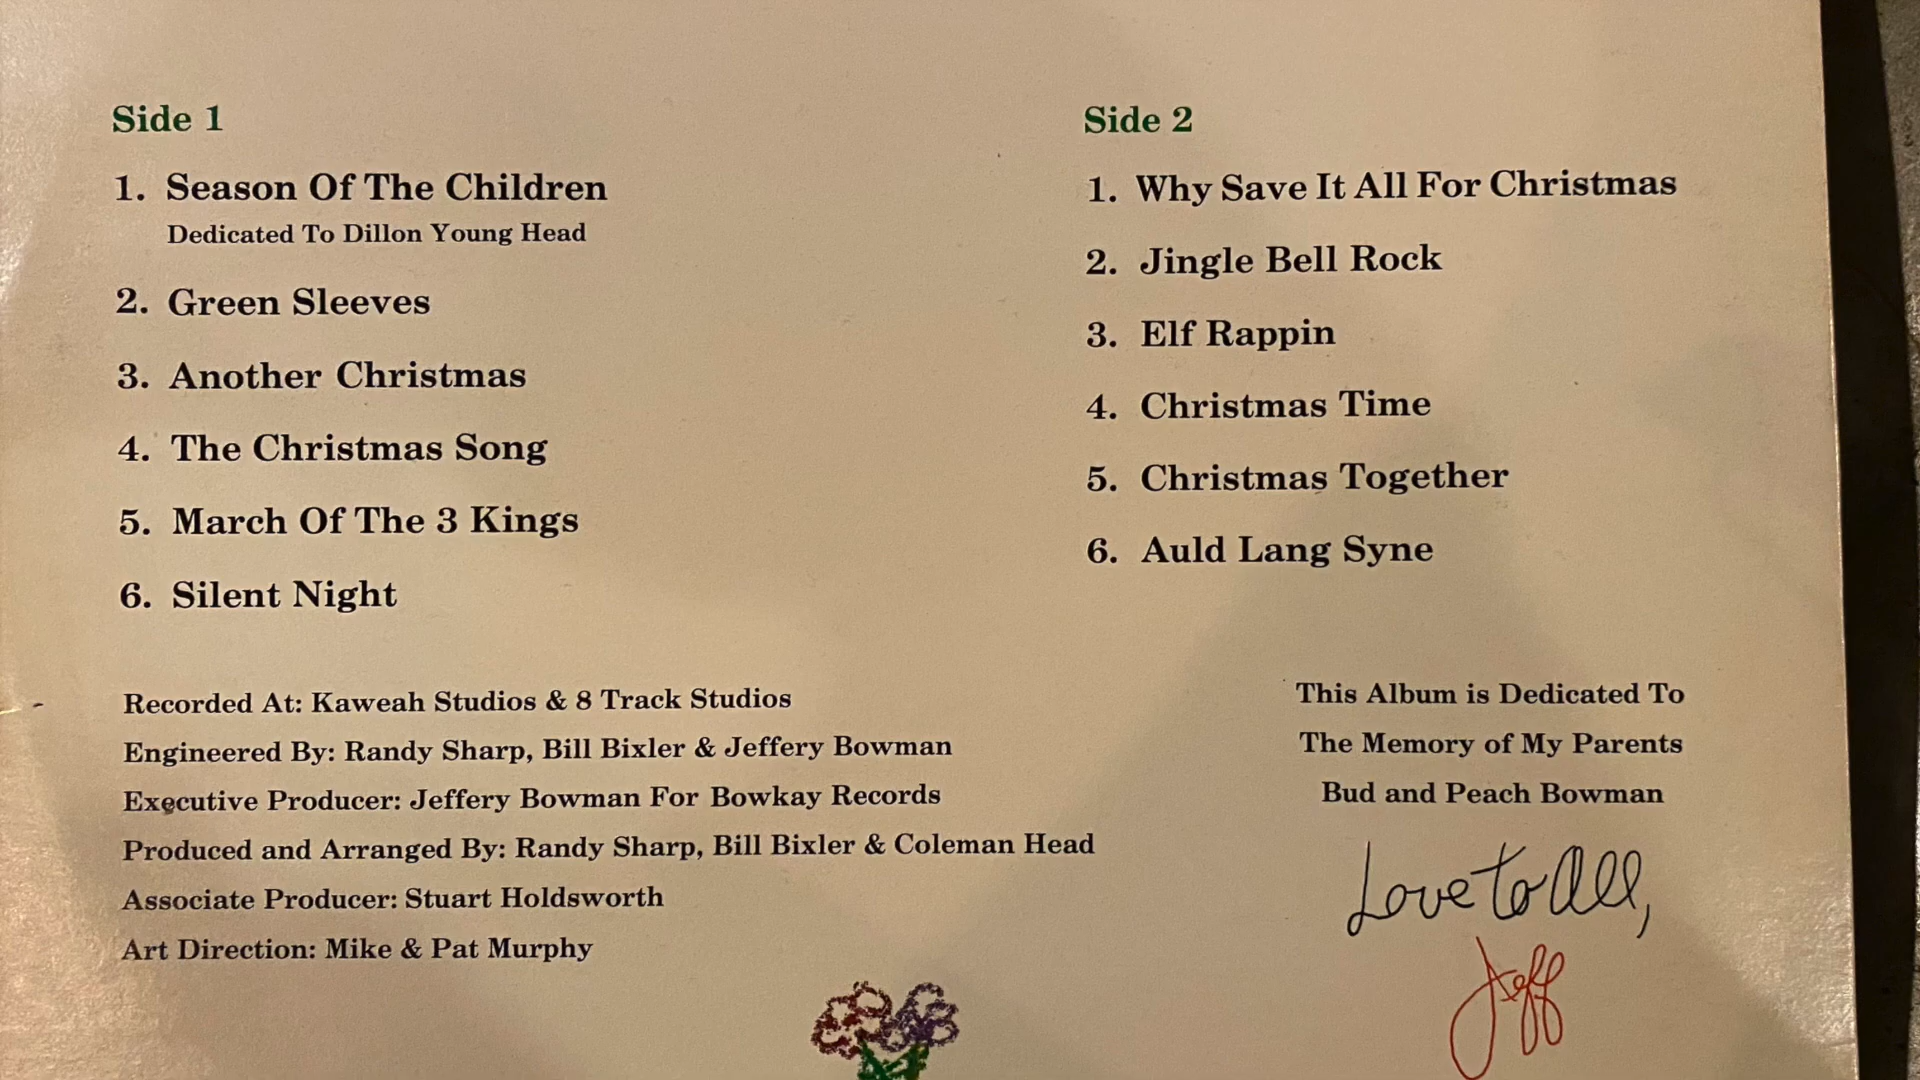 Side 1
1. Season Of The Children
Dedicated To Dillon Young Head
2. Green Sleeves
3. Another Christmas
4. The Christmas Song
5. March Of The 3 Kings
6. Silent Night
Side 2
1. Why Save It All For Christmas
2. Jingle Bell Rock
3. Elf Rappin
4. Christmas Time
5. Christmas Together
6. Auld Lang Syne
Recorded At: Kaweah Studios & 8 Track Studios
Engineered By: Randy Sharp, Bill Bixler & Jeffery Bowman
Executive Producer: Jeffery Bowman For Bowkay Records
Produced and Arranged By: Randy Sharp, Bill Bixler & Coleman Head
Associate Producer: Stuart Holdsworth
Art Direction: Mike & Pat Murphy
This Album is Dedicated To
The Memory of My Parents
Bud and Peach Bowman
Love to All,
Jeff